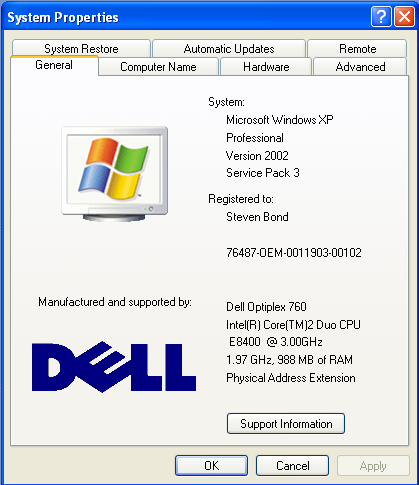 System Properties
System Restore Automatic Updates Remote
General Computer Name Hardware Advanced
System:
Microsoft Windows XP
Professional
Version 2002
Service Pack 3
Registered to:
Steven Bond
76487-OEM-0011903-00102
Manufactured and supported by:
Dell Optiplex 760
Intel(R) Core(TM)2 Duo CPU
E8400 @ 3.00GHz
1.97 GHz, 988 MB of RAM
Physical Address Extension
DELL
Support Information
OK Cancel Apply